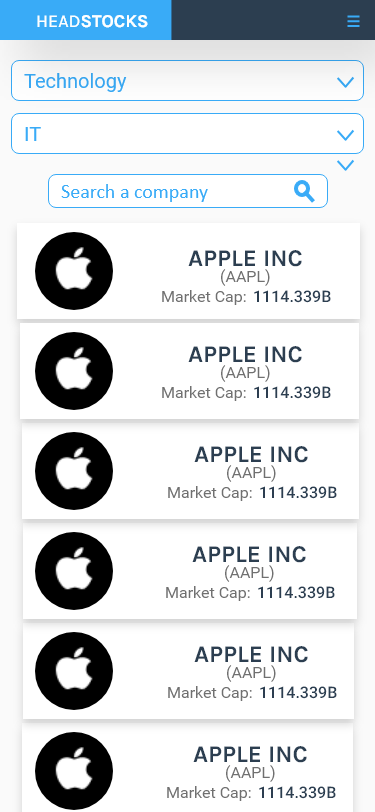 HEADSTOCKS
Technology
IT
Search a company
APPLE INC
(AAPL)
Market Cap: 1114.339B
APPLE INC
(AAPL)
Market Cap: 1114.339B
APPLE INC
(AAPL)
Market Cap: 1114.339B
APPLE INC
(AAPL)
Market Cap: 1114.339B
APPLE INC
(AAPL)
Market Cap: 1114.339B
APPLE INC
(AAPL)
Market Cap: 1114.339B